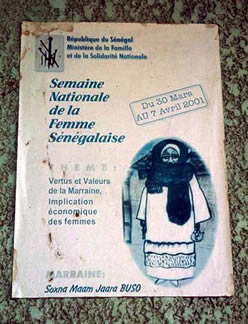 République du Sénégal
Ministère de la Famille
et de la Solidarité Nationale
Semaine
Nationale
de la
Femme
Sénégalaise
Du 30 Mars
AU 7 Avril 2001
THEME:
Vertus et Valeurs
de la Marraine,
Implication
économique
des femmes
MARRAINE:
Soxna Maam Jaara BUSO